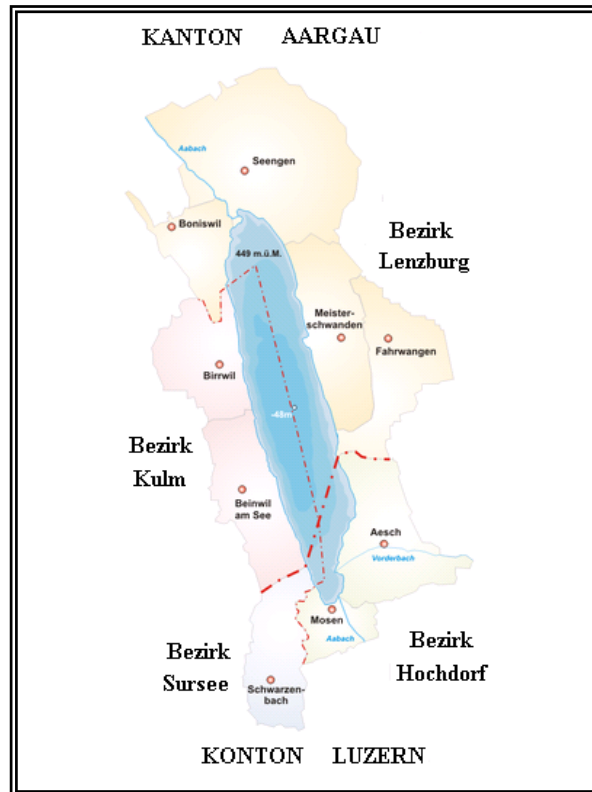 KANTON AARGAU
Aabach
Seengen
Boniswil
449 m.ü.M.
Bezirk
Lenzburg
Meister-
schwanden
Fahrwangen
Birrwil
-48m
Bezirk
Kulm
Beinwil
am See
Aesch
Vorderbach
Mosen
Aabach
Bezirk
Sursee
Bezirk
Hochdorf
Schwarzen-
bach
KONTON LUZERN